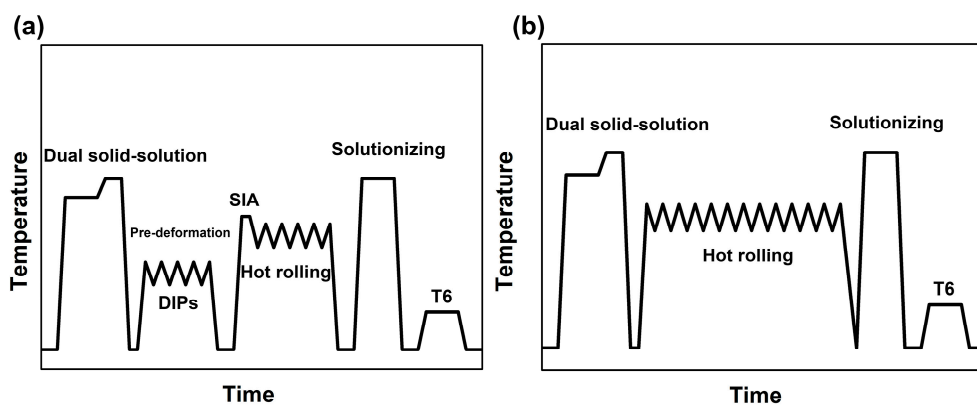 (a)
Dual solid-solution
Pre-deformation
DIPs
SIA
Hot rolling
Solutionizing
T6
Temperature
Time
(b)
Dual solid-solution
Hot rolling
Solutionizing
T6
Temperature
Time